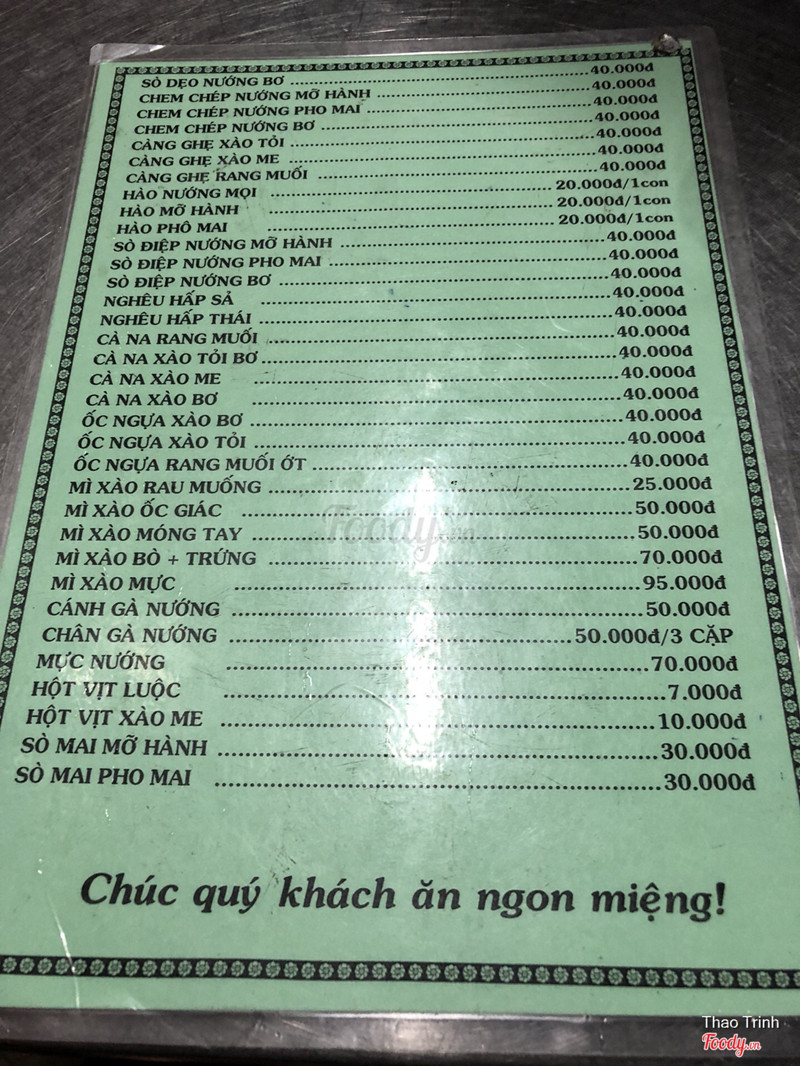 SÒ DẸO NƯỚNG BƠ ........ 40.000đ
CHEM CHÉP NƯỚNG MỠ HÀNH ........ 40.000đ
CHEM CHÉP NƯỚNG PHO MAI ........ 40.000đ
CHEM CHÉP NƯỚNG BƠ ........ 40.000đ
CÀNG GHẸ XÀO TỎI ........ 40.000đ
CÀNG GHẸ XÀO ME ........ 40.000đ
CÀNG GHẸ RANG MUỐI ........ 40.000đ
HÀO NƯỚNG MỌI ........ 20.000đ/1con
HÀO MỠ HÀNH ........ 20.000đ/1con
HÀO PHÔ MAI ........ 20.000đ/1con
SÒ ĐIỆP NƯỚNG MỠ HÀNH ........ 40.000đ
SÒ ĐIỆP NƯỚNG PHO MAI ........ 40.000đ
SÒ ĐIỆP NƯỚNG BƠ ........ 40.000đ
NGHÊU HẤP SẢ ........ 40.000đ
NGHÊU HẤP THÁI ........ 40.000đ
CÀ NA RANG MUỐI ........ 40.000đ
CÀ NA XÀO TỎI BƠ ........ 40.000đ
CÀ NA XÀO ME ........ 40.000đ
CÀ NA XÀO BƠ ........ 40.000đ
ỐC NGỰA XÀO BƠ ........ 40.000đ
ỐC NGỰA XÀO TỎI ........ 40.000đ
ỐC NGỰA RANG MUỐI ỚT ........ 40.000đ
MÌ XÀO RAU MUỐNG ........ 25.000đ
MÌ XÀO ỐC GIÁC ........ 50.000đ
MÌ XÀO MÓNG TAY ........ 50.000đ
MÌ XÀO BÒ + TRỨNG ........ 70.000đ
MÌ XÀO MỰC ........ 95.000đ
CÁNH GÀ NƯỚNG ........ 50.000đ
CHÂN GÀ NƯỚNG ........ 50.000đ/3 CẶP
MỰC NƯỚNG ........ 70.000đ
HỘT VỊT LUỘC ........ 7.000đ
HỘT VỊT XÀO ME ........ 10.000đ
SÒ MAI MỠ HÀNH ........ 30.000đ
SÒ MAI PHO MAI ........ 30.000đ
Chúc quý khách ăn ngon miệng!
Foody.vn
Thao Trinh
Foody.vn